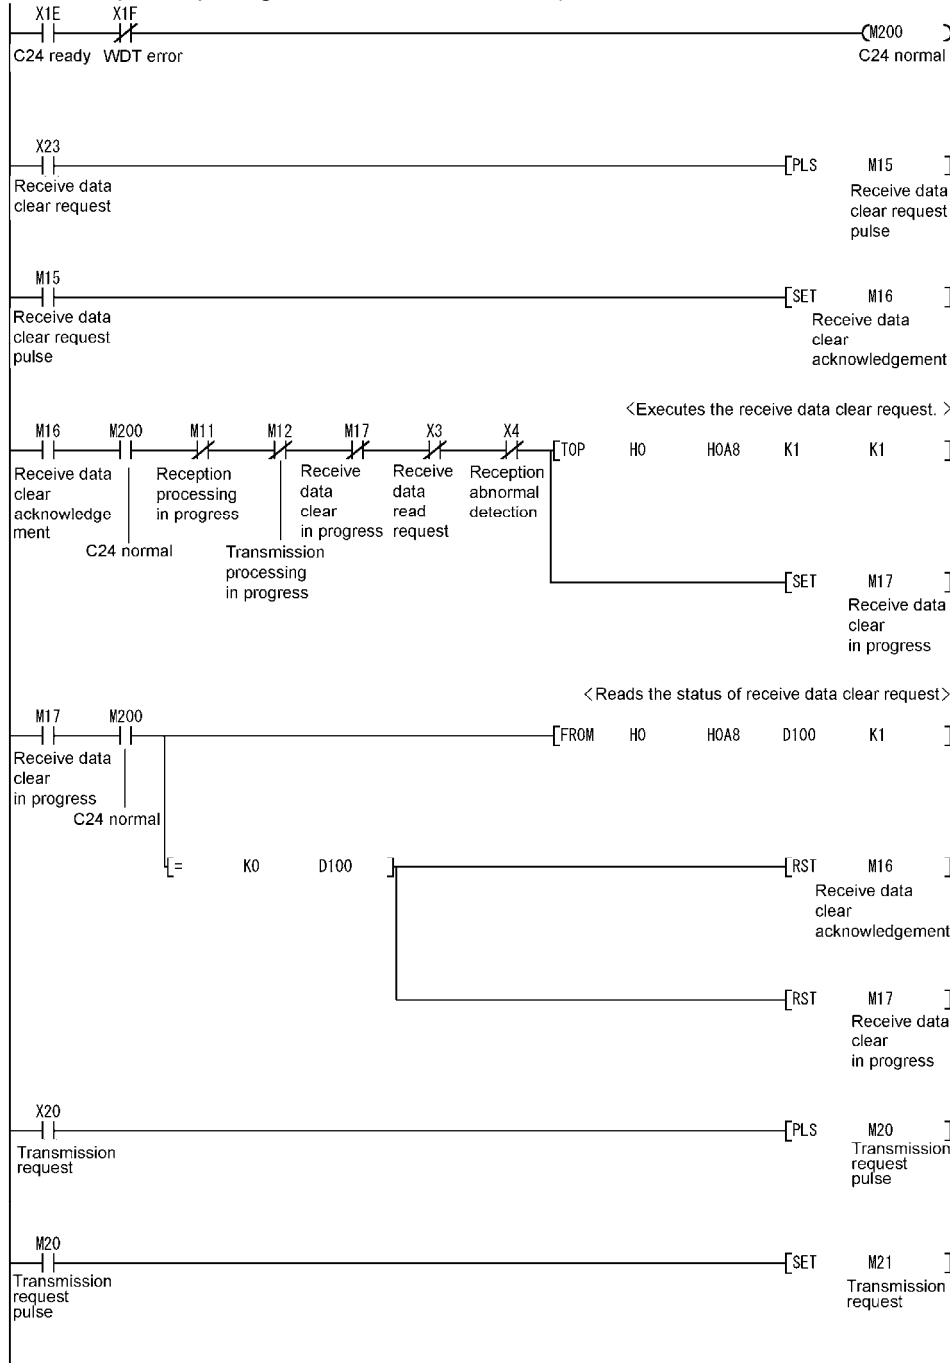 X1E X1F
(M200 )
C24 ready WDT error
C24 normal
X23
[PLS M15 ]
Receive data
clear request
Receive data
clear request
pulse
M15
[SET M16 ]
Receive data
clear request
pulse
Receive data
clear
acknowledgement
<Executes the receive data clear request. >
M16 M200 M11 M12 M17 X3 X4
[TOP H0 H0A8 K1 K1 ]
Receive data
clear
acknowledge
ment
C24 normal
Reception
processing
in progress
Transmission
processing
in progress
Receive
data
clear
in progress
Receive
data
read
request
Reception
abnormal
detection
[SET M17 ]
Receive data
clear
in progress
<Reads the status of receive data clear request>
M17 M200
[FROM H0 H0A8 D100 K1 ]
Receive data
clear
in progress
C24 normal
[= K0 D100 ]
[RST M16 ]
Receive data
clear
acknowledgement
[RST M17 ]
Receive data
clear
in progress
X20
[PLS M20 ]
Transmission
request
Transmission
request
pulse
M20
[SET M21 ]
Transmission
request
pulse
Transmission
request